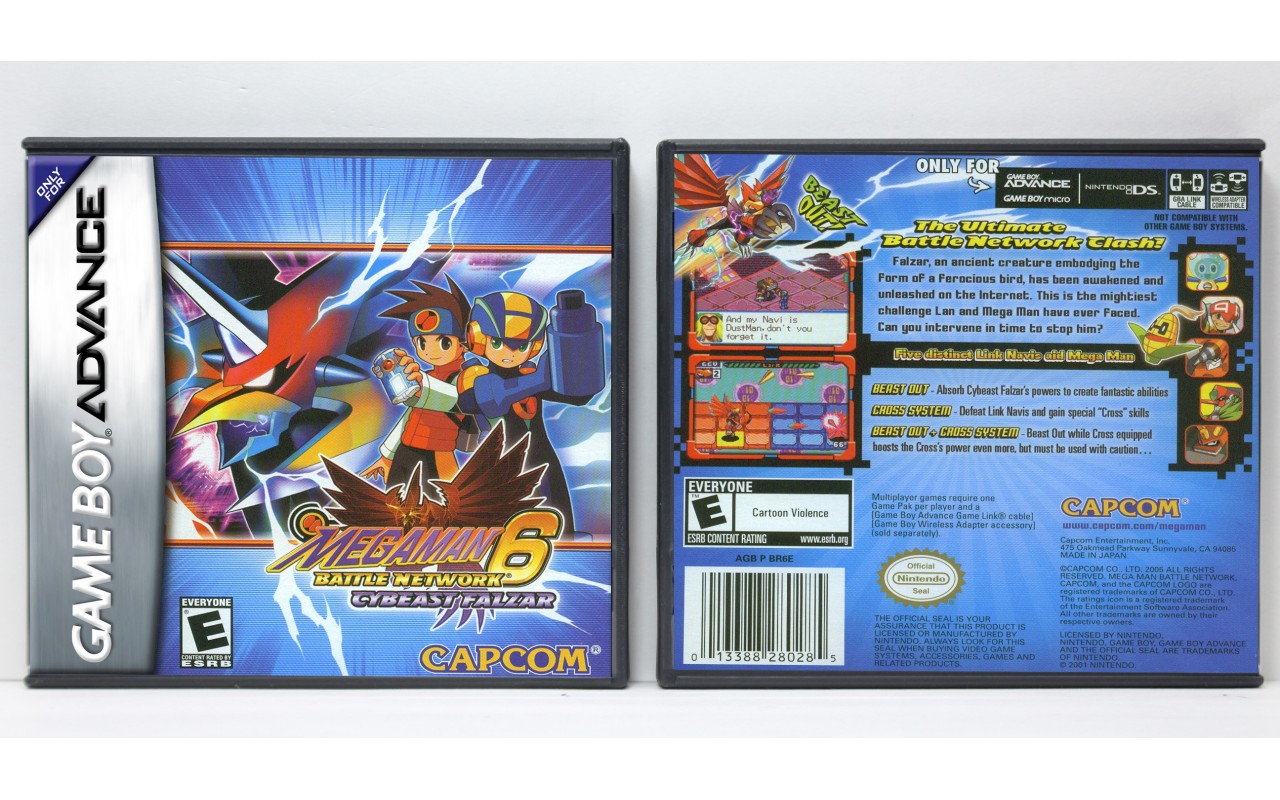 ONLY FOR
GAME BOY ADVANCE
MEGAMAN 6
BATTLE NETWORK
CYBEAST FALZAR
EVERYONE
E
CONTENT RATED BY
ESRB
CAPCOM®
ONLY FOR
GAME BOY ADVANCE
GAME BOY micro
NINTENDO DS
GBA LINK CABLE
WIRELESS ADAPTER COMPATIBLE
NOT COMPATIBLE WITH
OTHER GAME BOY SYSTEMS.
BEAST OUT!
The Ultimate
Battle Network Clash!
Falzar, an ancient creature embodying the
form of a ferocious bird, has been awakened and
unleashed on the Internet. This is the mightiest
challenge Lan and Mega Man have ever faced.
Can you intervene in time to stop him?
And my Navi is
DustMan,don't you
forget it.
Five distinct Link Navis aid Mega Man
BEAST OUT - Absorb Cybeast Falzar's powers to create fantastic abilities
CROSS SYSTEM - Defeat Link Navis and gain special "Cross" skills
BEAST OUT + CROSS SYSTEM - Beast Out while Cross equipped
boosts the Cross's power even more, but must be used with caution...
EVERYONE
E
Cartoon Violence
ESRB CONTENT RATING www.esrb.org
AGB P BR6E
0 13388 28028 5
Multiplayer games require one
Game Pak per player and a
(Game Boy Advance Game Link® cable)
(Game Boy Wireless Adapter accessory)
(sold separately).
Official
Nintendo
Seal
THE OFFICIAL SEAL IS YOUR
ASSURANCE THAT THIS PRODUCT IS
LICENSED OR MANUFACTURED BY
NINTENDO. ALWAYS LOOK FOR THIS
SEAL WHEN BUYING VIDEO GAME
SYSTEMS, ACCESSORIES, GAMES AND
RELATED PRODUCTS.
CAPCOM®
www.capcom.com/megaman
Capcom Entertainment, Inc.
475 Oakmead Parkway Sunnyvale, CA 94085
MADE IN JAPAN
©CAPCOM CO., LTD. 2005 ALL RIGHTS
RESERVED. MEGA MAN BATTLE NETWORK,
CAPCOM, and the CAPCOM LOGO are
registered trademarks of CAPCOM CO., LTD.
The ratings icon is a registered trademark
of the Entertainment Software Association.
All other trademarks are owned by their
respective owners.
LICENSED BY NINTENDO.
NINTENDO, GAME BOY, GAME BOY ADVANCE
AND THE OFFICIAL SEAL ARE TRADEMARKS
OF NINTENDO.
© 2001 NINTENDO.